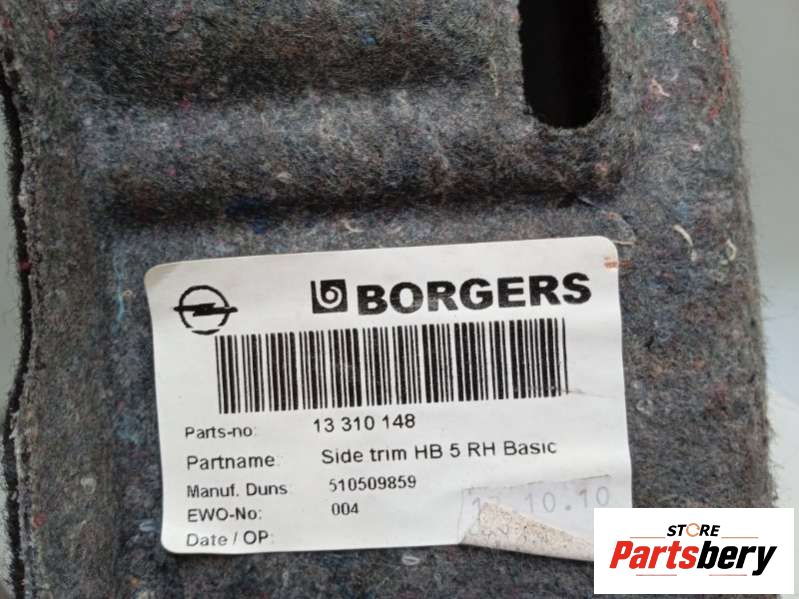 BORGERS
Parts-no: 13 310 148
Partname: Side trim HB 5 RH Basic
Manuf. Duns: 510509859
EWO-No: 004
Date / OP: 10.10
STORE
Partsbery